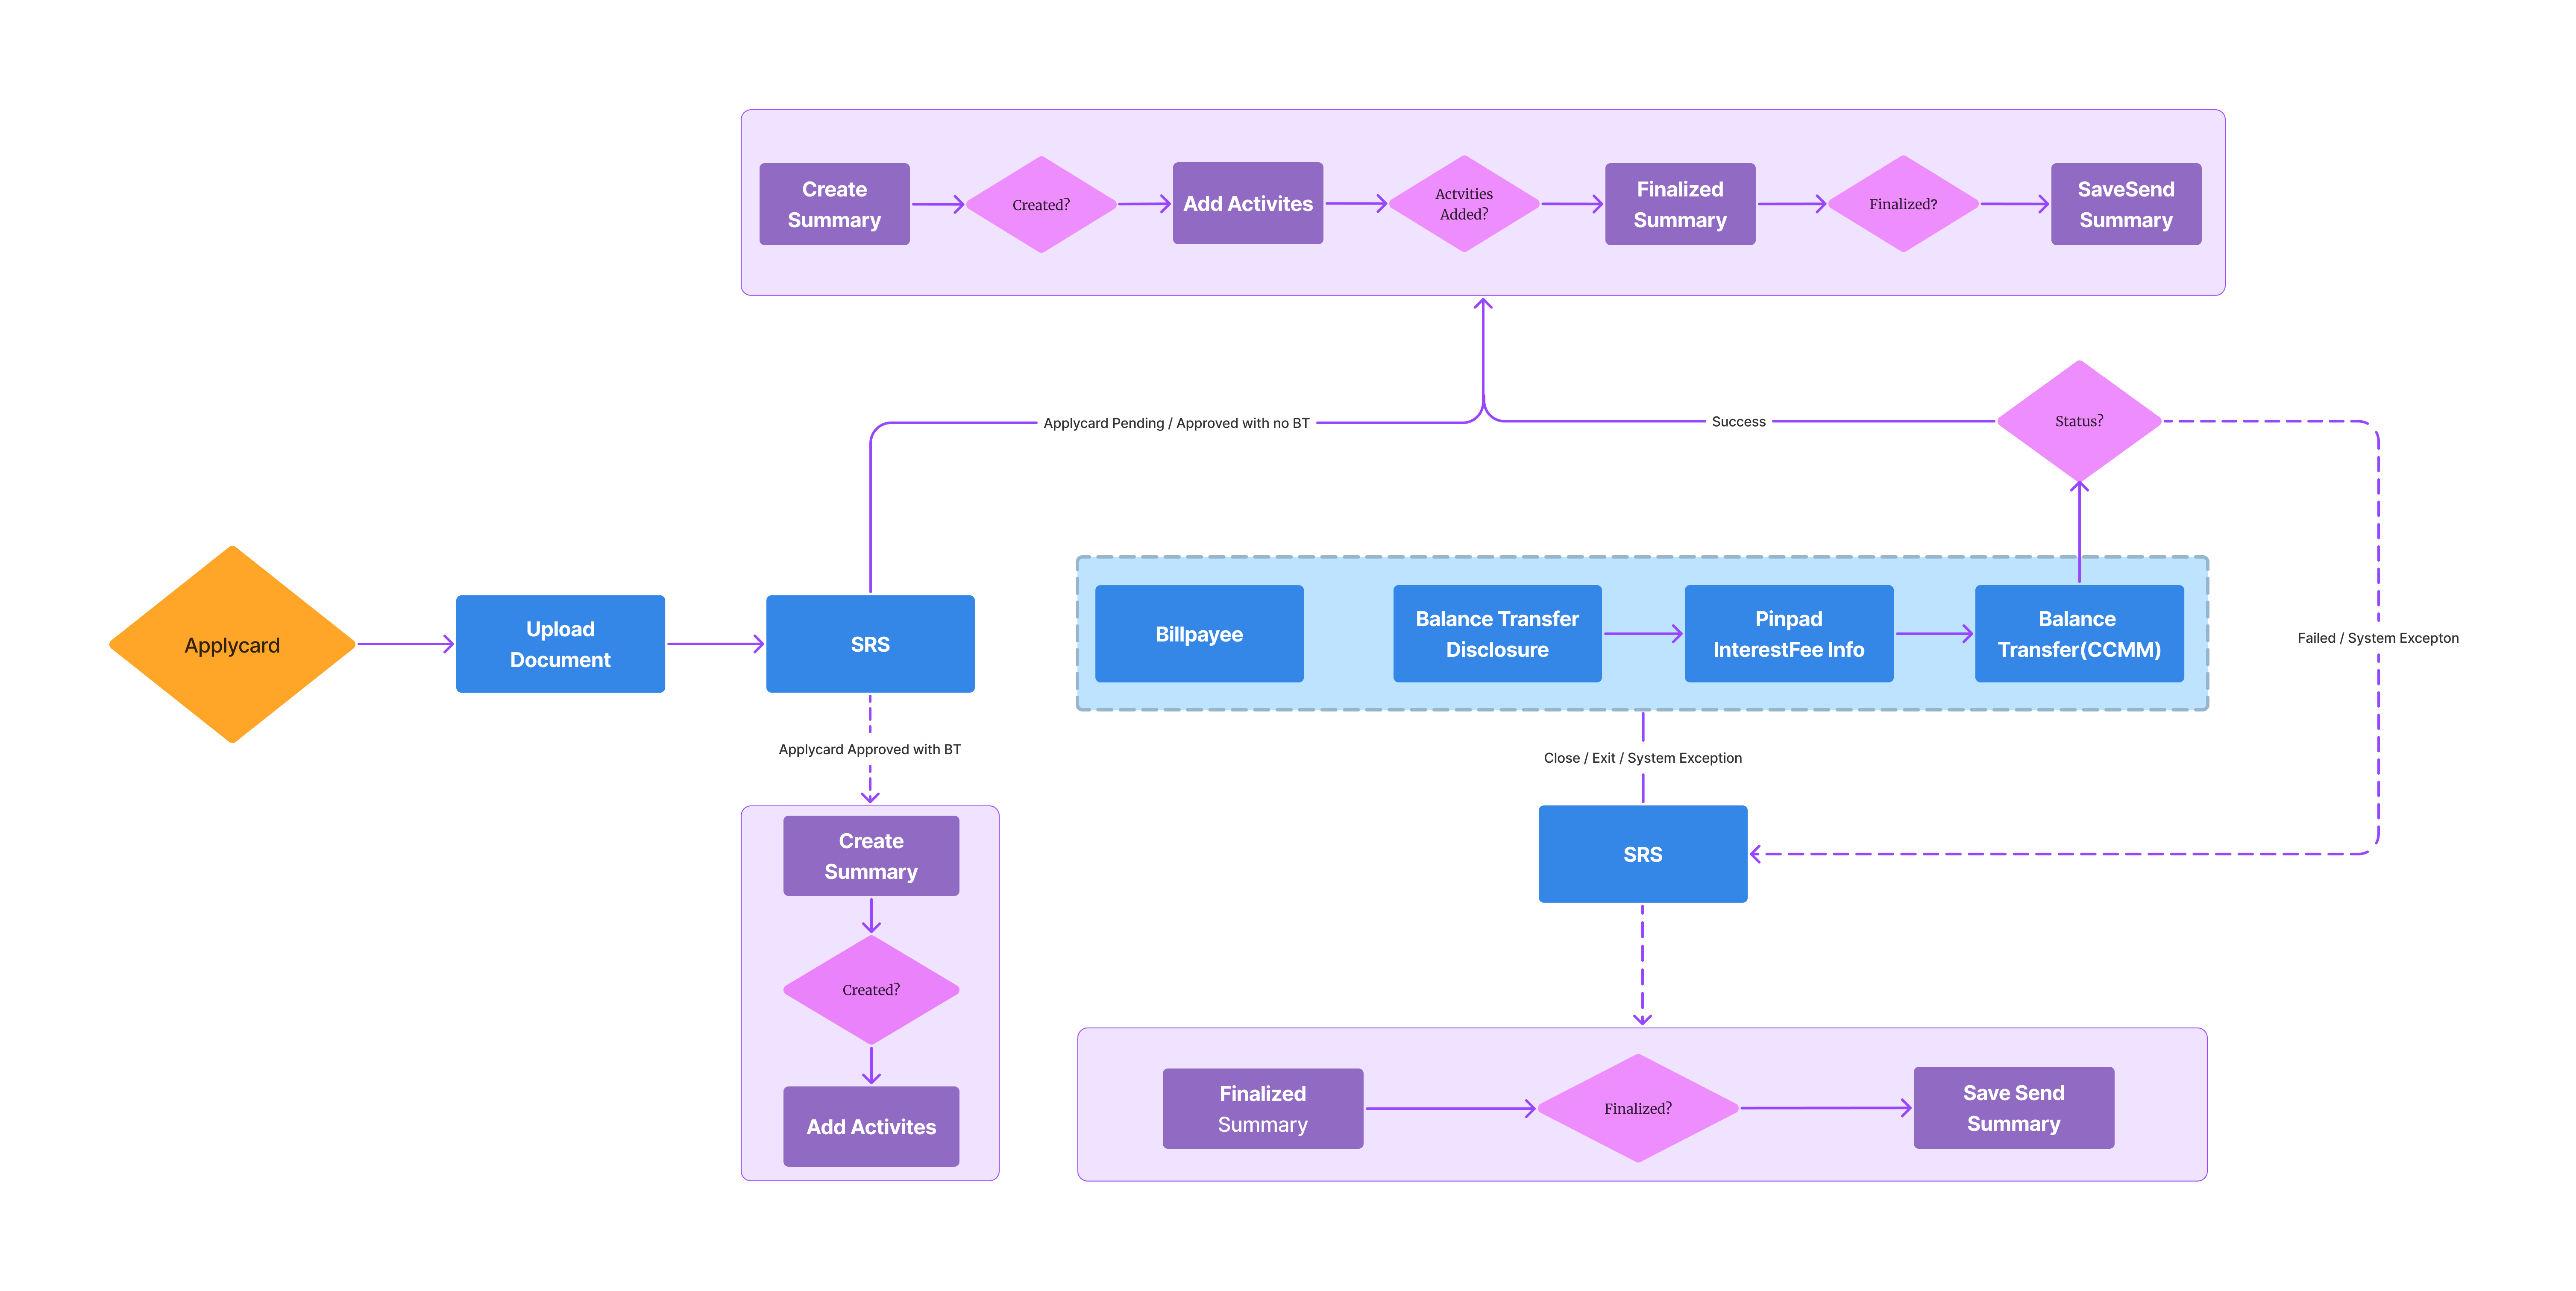 Create
Summary
Created?
Add Activites
Actvities
Added?
Finalized
Summary
Finalized?
SaveSend
Summary
Applycard Pending / Approved with no BT
Success
Status?
Applycard
Upload
Document
SRS
Billpayee
Balance Transfer
Disclosure
Pinpad
InterestFee Info
Balance
Transfer(CCMM)
Failed / System Excepton
Applycard Approved with BT
Close / Exit / System Exception
Create
Summary
Created?
Add Activites
SRS
Finalized
Summary
Finalized?
Save Send
Summary